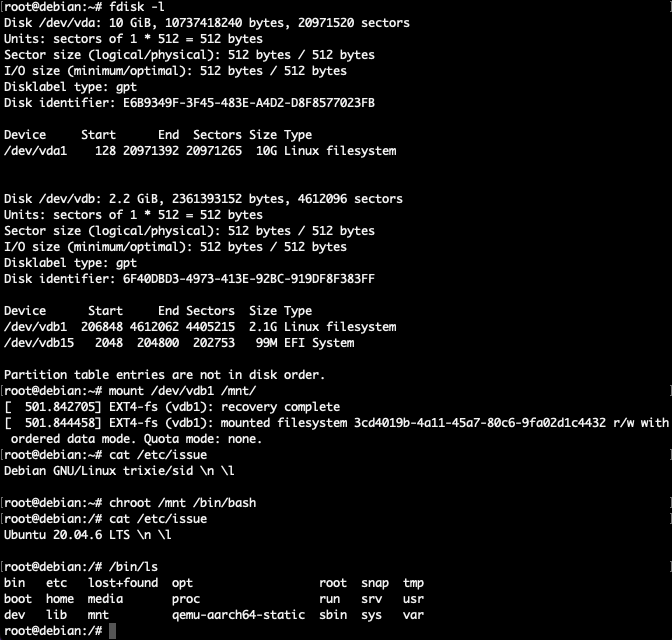 [root@debian:~# fdisk -l ]
Disk /dev/vda: 10 GiB, 10737418240 bytes, 20971520 sectors
Units: sectors of 1 * 512 = 512 bytes
Sector size (logical/physical): 512 bytes / 512 bytes
I/O size (minimum/optimal): 512 bytes / 512 bytes
Disklabel type: gpt
Disk identifier: E6B9349F-3F45-483E-A4D2-D8F8577023FB
Device     Start      End  Sectors Size Type
/dev/vda1    128 20971392 20971265  10G Linux filesystem
Disk /dev/vdb: 2.2 GiB, 2361393152 bytes, 4612096 sectors
Units: sectors of 1 * 512 = 512 bytes
Sector size (logical/physical): 512 bytes / 512 bytes
I/O size (minimum/optimal): 512 bytes / 512 bytes
Disklabel type: gpt
Disk identifier: 6F40DBD3-4973-413E-92BC-919DF8F383FF
Device      Start     End Sectors  Size Type
/dev/vdb1  206848 4612062 4405215  2.1G Linux filesystem
/dev/vdb15   2048  204800  202753   99M EFI System
Partition table entries are not in disk order.
[root@debian:~# mount /dev/vdb1 /mnt/ ]
[  501.842705] EXT4-fs (vdb1): recovery complete
[  501.844458] EXT4-fs (vdb1): mounted filesystem 3cd4019b-4a11-45a7-80c6-9fa02d1c4432 r/w with
ordered data mode. Quota mode: none.
[root@debian:~# cat /etc/issue ]
Debian GNU/Linux trixie/sid \n \l
[root@debian:~# chroot /mnt /bin/bash ]
[root@debian:/# cat /etc/issue ]
Ubuntu 20.04.6 LTS \n \l
[root@debian:/# /bin/ls ]
bin   etc   lost+found  opt                  root  snap  tmp
boot  home  media       proc                 run   srv   usr
dev   lib   mnt         qemu-aarch64-static  sbin  sys   var
root@debian:/#